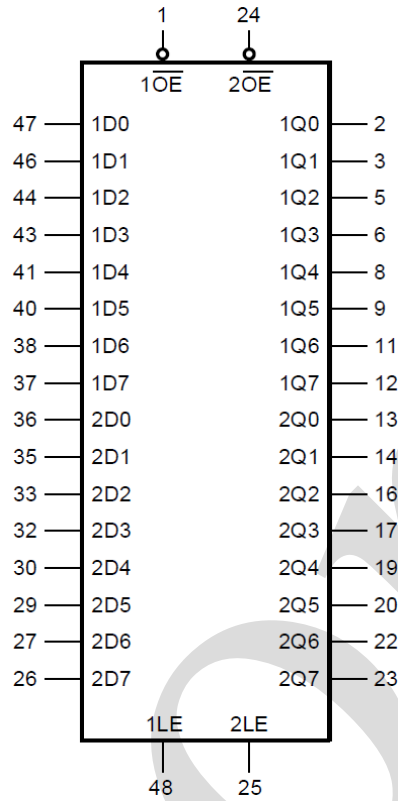 1 24
1OE 2OE
47 1D0 1Q0 2
46 1D1 1Q1 3
44 1D2 1Q2 5
43 1D3 1Q3 6
41 1D4 1Q4 8
40 1D5 1Q5 9
38 1D6 1Q6 11
37 1D7 1Q7 12
36 2D0 2Q0 13
35 2D1 2Q1 14
33 2D2 2Q2 16
32 2D3 2Q3 17
30 2D4 2Q4 19
29 2D5 2Q5 20
27 2D6 2Q6 22
26 2D7 2Q7 23
1LE 2LE
48 25